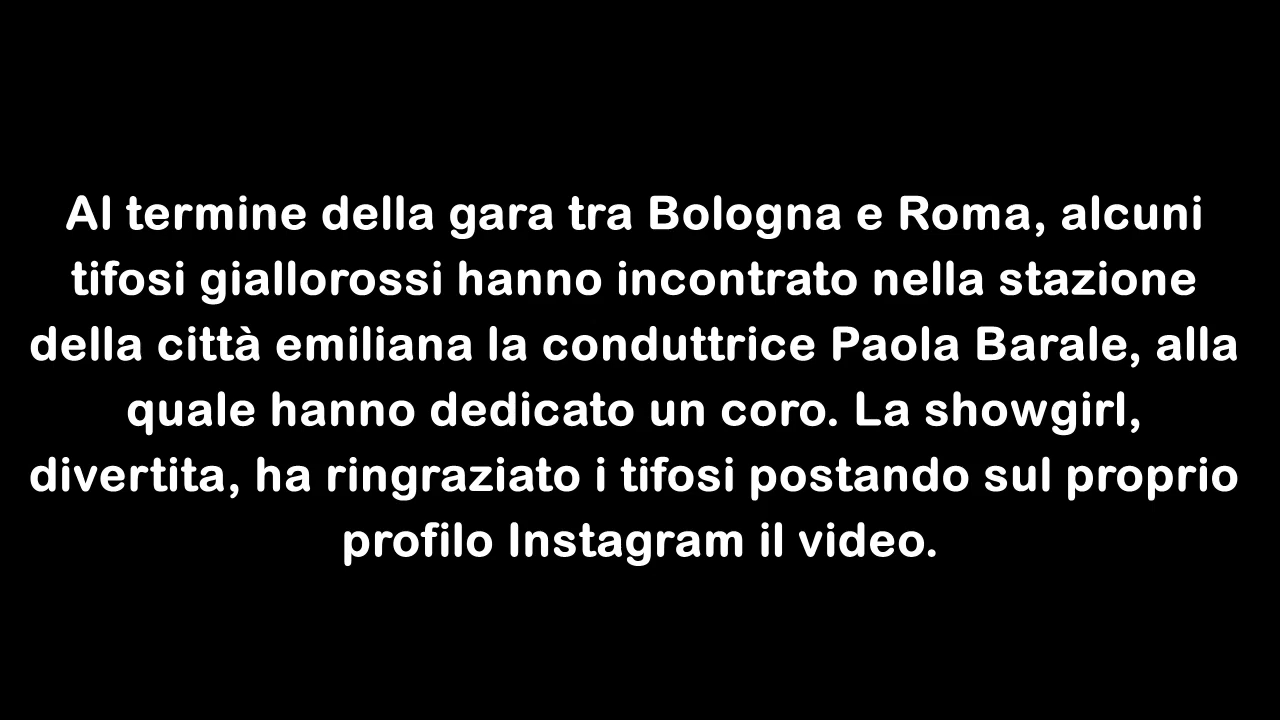 Al termine della gara tra Bologna e Roma, alcuni
tifosi giallorossi hanno incontrato nella stazione
della città emiliana la conduttrice Paola Barale, alla
quale hanno dedicato un coro. La showgirl,
divertita, ha ringraziato i tifosi postando sul proprio
profilo Instagram il video.